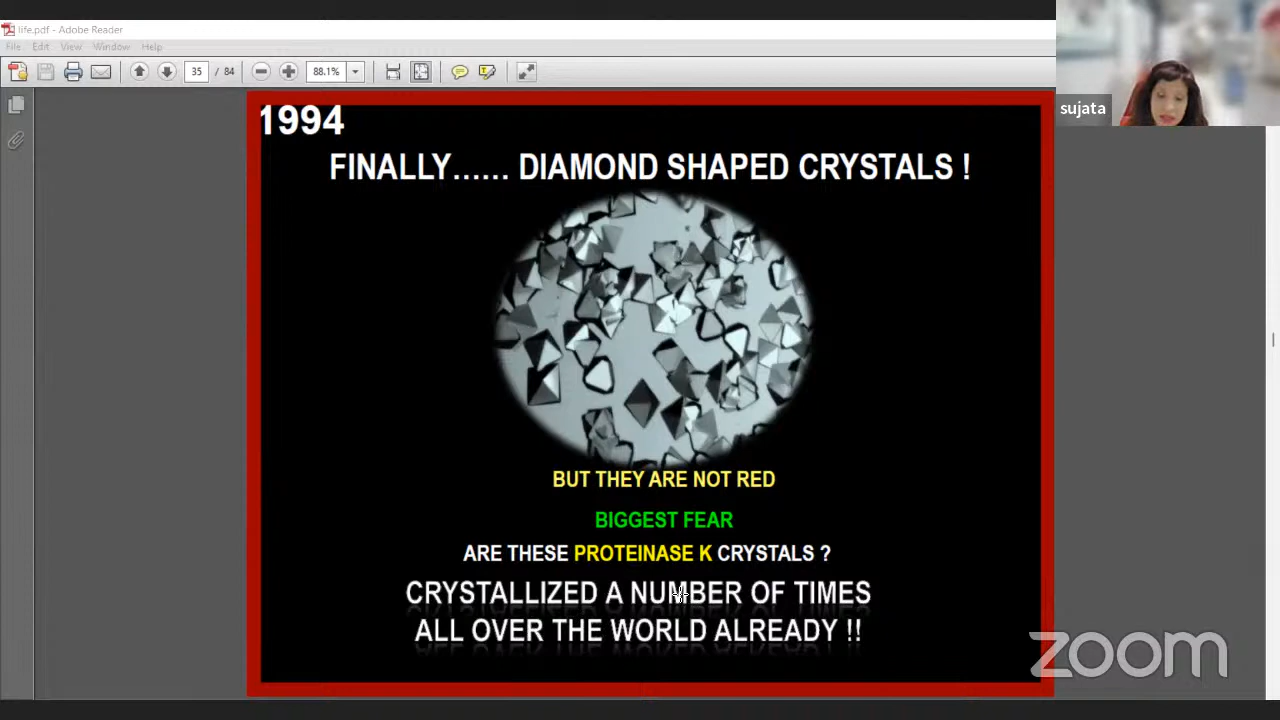 life.pdf - Adobe Reader
File Edit View Window Help
35 / 84 88.1%
sujata
1994
FINALLY...... DIAMOND SHAPED CRYSTALS !
BUT THEY ARE NOT RED
BIGGEST FEAR
ARE THESE PROTEINASE K CRYSTALS ?
CRYSTALLIZED A NUMBER OF TIMES
ALL OVER THE WORLD ALREADY !!
zoom